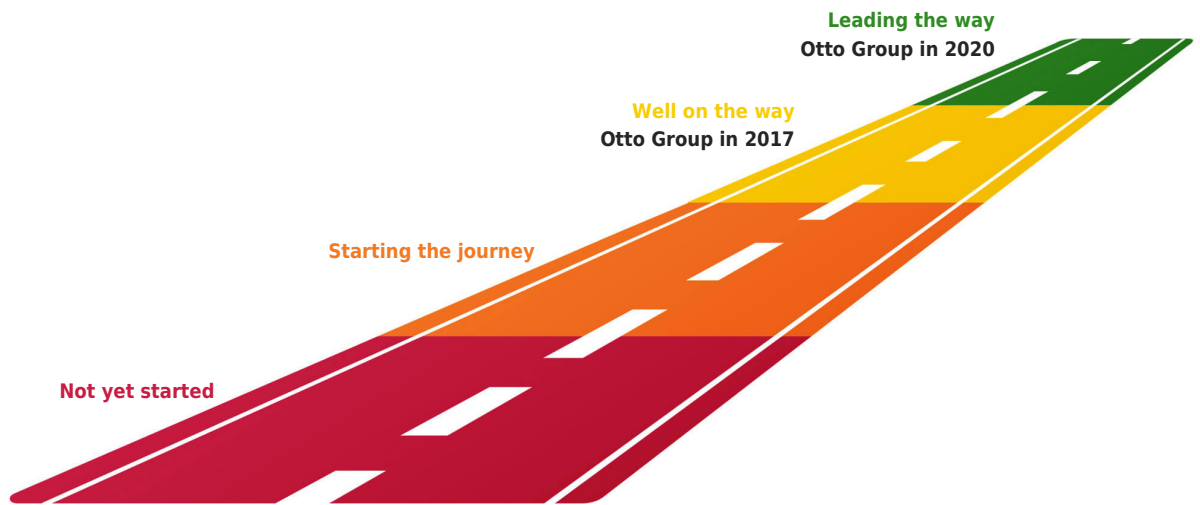 Leading the way
Otto Group in 2020
Well on the way
Otto Group in 2017
Starting the journey
Not yet started